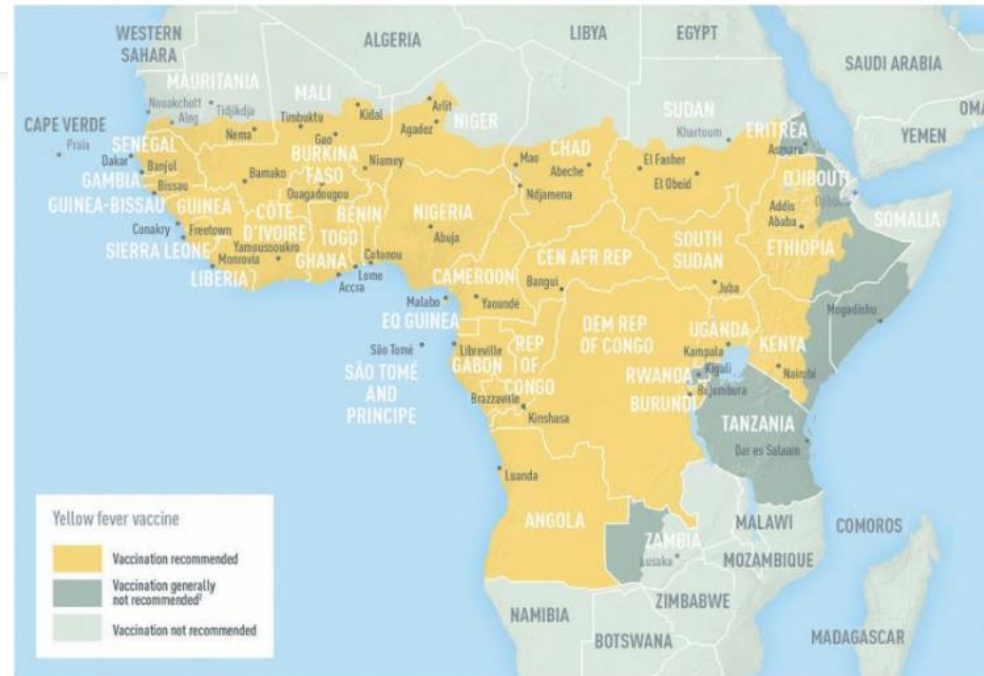 WESTERN
SAHARA
ALGERIA
LIBYA
EGYPT
SAUDI ARABIA
OMA
MAURITANIA
Nouakchott
Aleg
Tidjikdja
MALI
Timbuktu
Kidal
Arlit
Agadez
NIGER
SUDAN
Khartoum
ERITREA
Asmara
YEMEN
CAPE VERDE
Praia
SENEGAL
Dakar
Nema
Gao
BURKINA
FASO
Niamey
Mao
CHAD
Abeche
El Fasher
El Obeid
DJIBOUTI
Djibouti
Banjul
GAMBIA
Bissau
Bamako
Ouagadougou
Ndjamena
Addis
Ababa
SOMALIA
GUINEA-BISSAU
GUINEA
CÔTE
D'IVOIRE
BENIN
NIGERIA
Abuja
SOUTH
SUDAN
ETHIOPIA
Conakry
Freetown
SIERRA LEONE
Monrovia
Yamoussoukro
TOGO
Cotonou
LIBERIA
GHANA
Lome
Accra
CAMEROON
CEN AFR REP
Bangui
Juba
Malabo
Yaoundé
EQ GUINEA
DEM REP
OF CONGO
UGANDA
Kampala
KENYA
Nairobi
Mogadishu
São Tomé
Libreville
GABON
REP
OF
CONGO
SÃO TOMÉ
AND
PRINCIPE
RWANDA
Kigali
Bujumbura
BURUNDI
Brazzaville
Kinshasa
TANZANIA
Dar es Salaam
Luanda
ANGOLA
ZAMBIA
Lusaka
MALAWI
COMOROS
MOZAMBIQUE
ZIMBABWE
NAMIBIA
BOTSWANA
MADAGASCAR
Yellow fever vaccine
Vaccination recommended
Vaccination generally
not recommended²
Vaccination not recommended